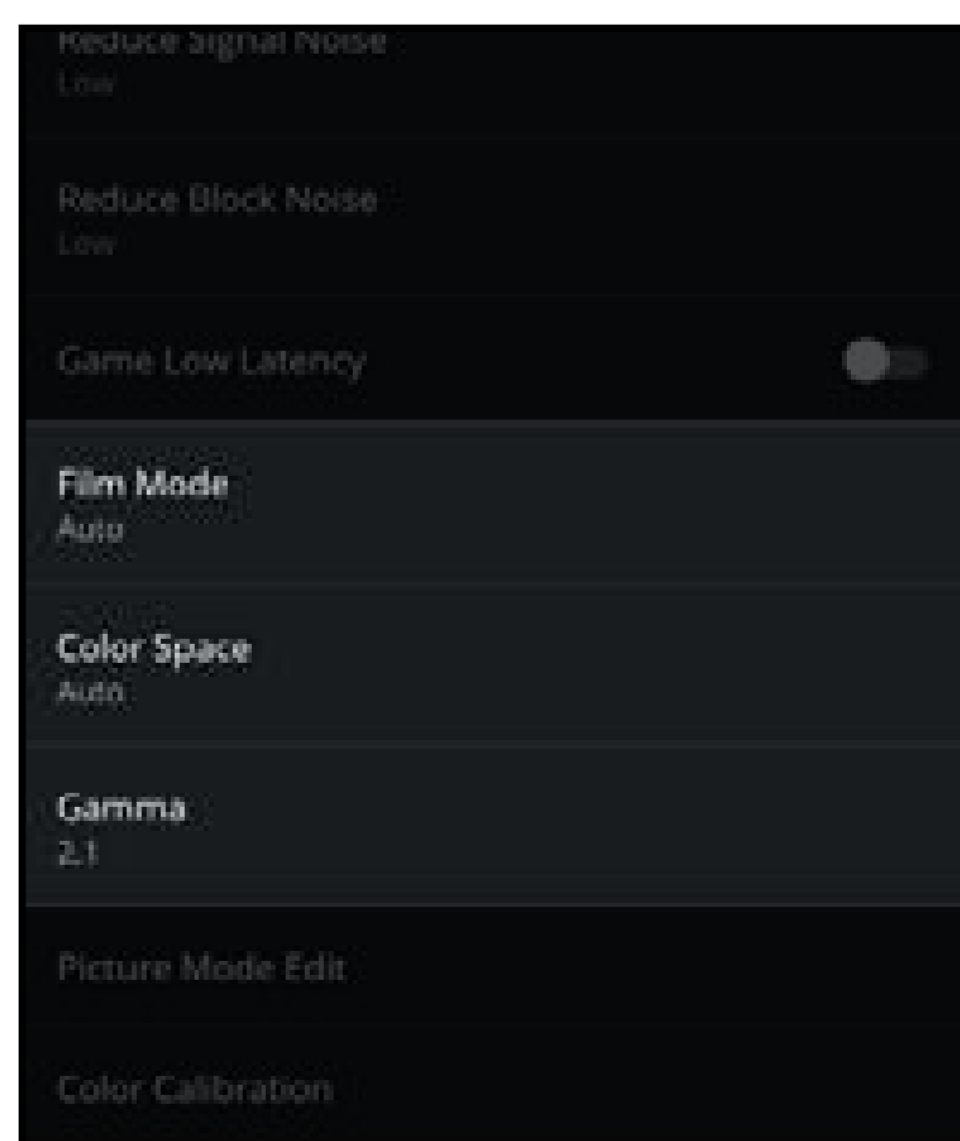 Reduce Signal Noise
Low
Reduce Block Noise
Low
Game Low Latency
Film Mode
Auto
Color Space
Auto
Gamma
2.1
Picture Mode Edit
Color Calibration